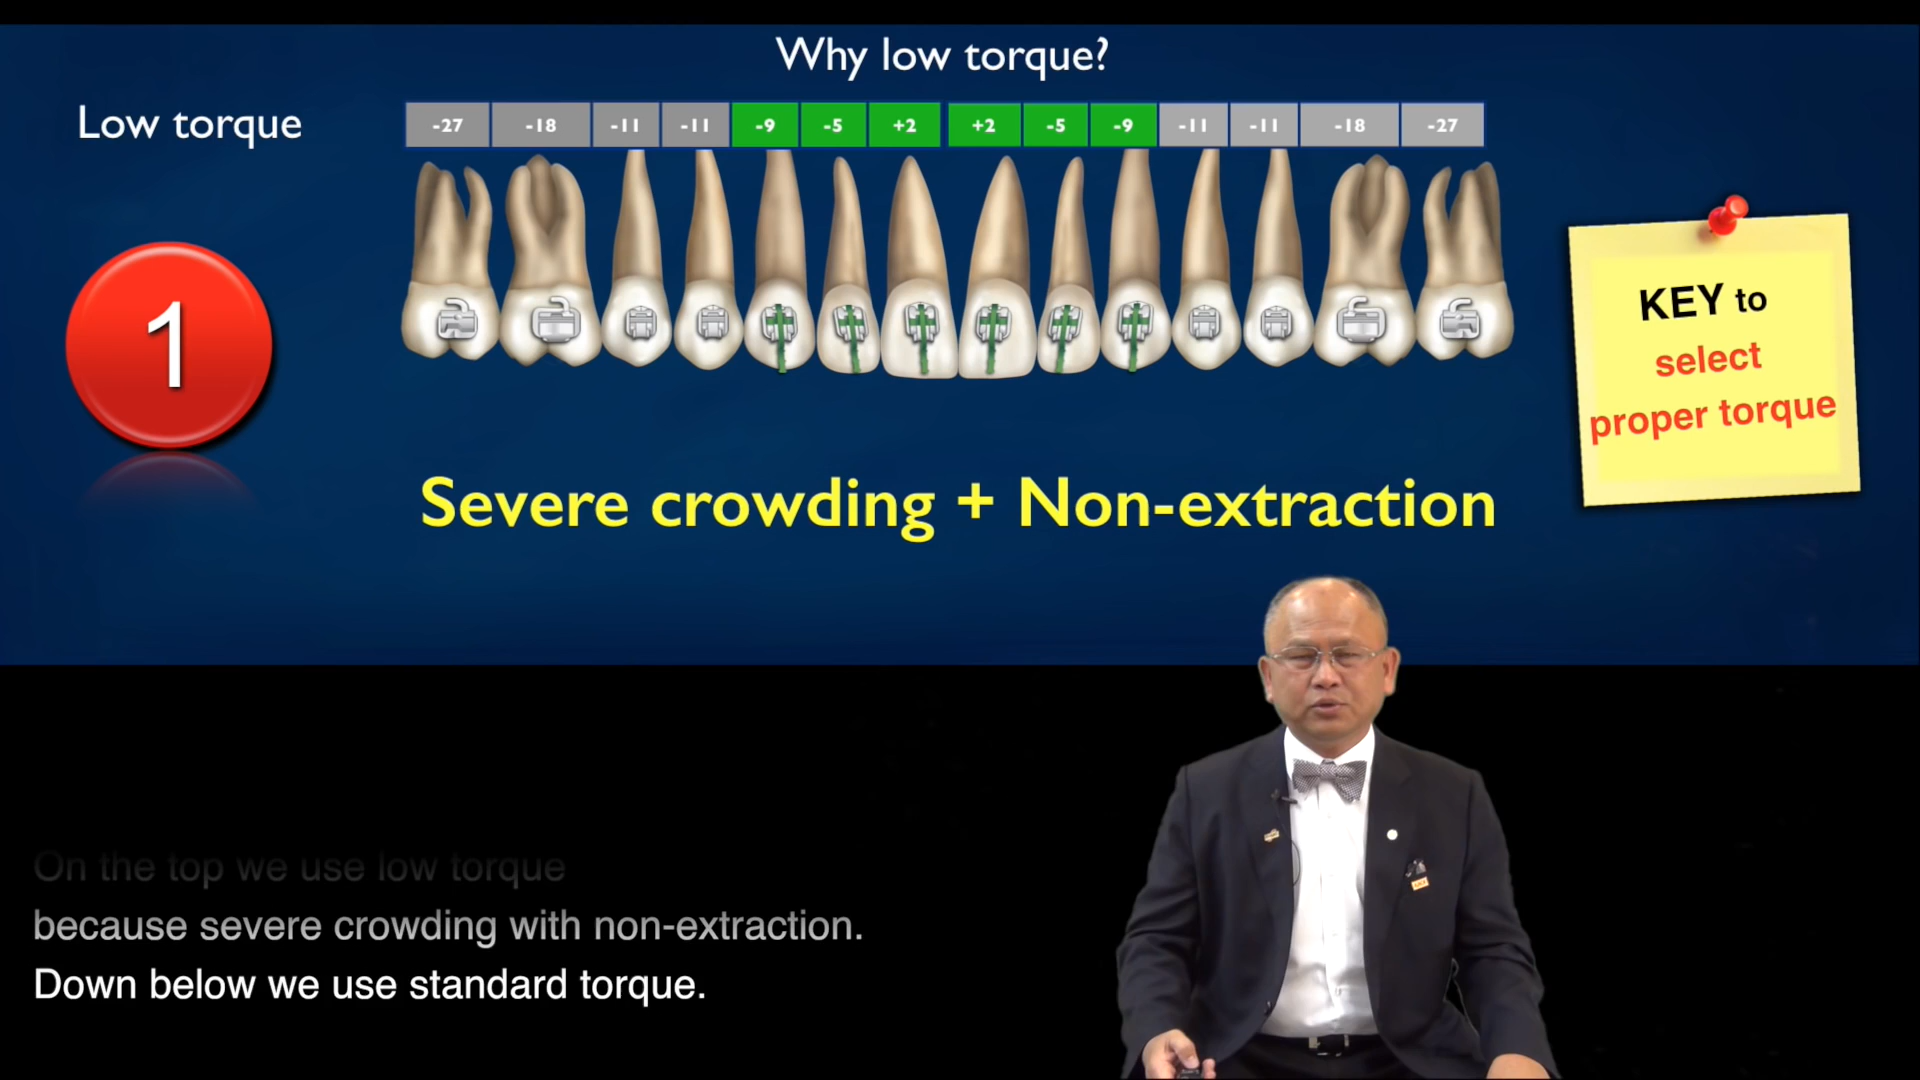 Why low torque?
Low torque
-27 -18 -11 -11 -9 -5 +2 +2 -5 -9 -11 -11 -18 -27
1
KEY to
select
proper torque
Severe crowding + Non-extraction
On the top we use low torque
because severe crowding with non-extraction.
Down below we use standard torque.